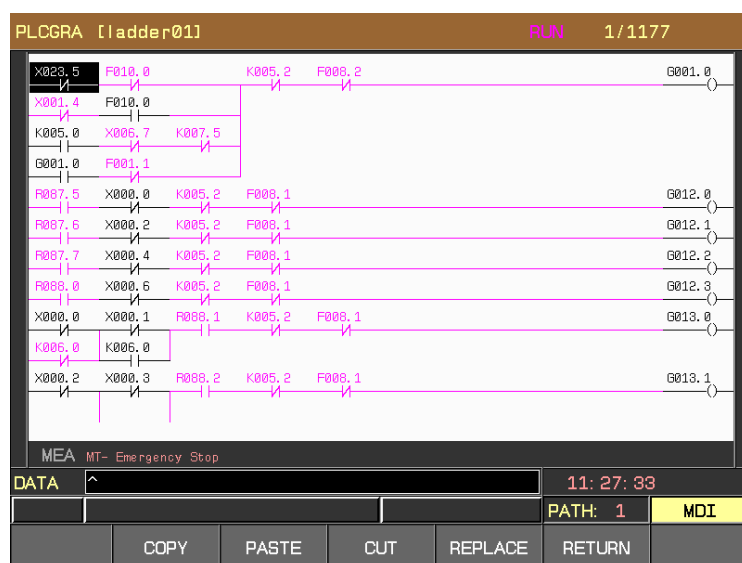 PLCGRA [ladder01] RUN 1/1177
X023.5 F010.0 K005.2 F008.2 G001.0
X001.4 F010.0
K005.0 X006.7 K007.5
G001.0 F001.1
R087.5 X000.0 K005.2 F008.1 G012.0
R087.6 X000.2 K005.2 F008.1 G012.1
R087.7 X000.4 K005.2 F008.1 G012.2
R088.0 X000.6 K005.2 F008.1 G012.3
X000.0 X000.1 R088.1 K005.2 F008.1 G013.0
K006.0 K006.0
X000.2 X000.3 R088.2 K005.2 F008.1 G013.1
MEA MT- Emergency Stop
DATA ^ 11:27:33
PATH: 1 MDI
COPY PASTE CUT REPLACE RETURN